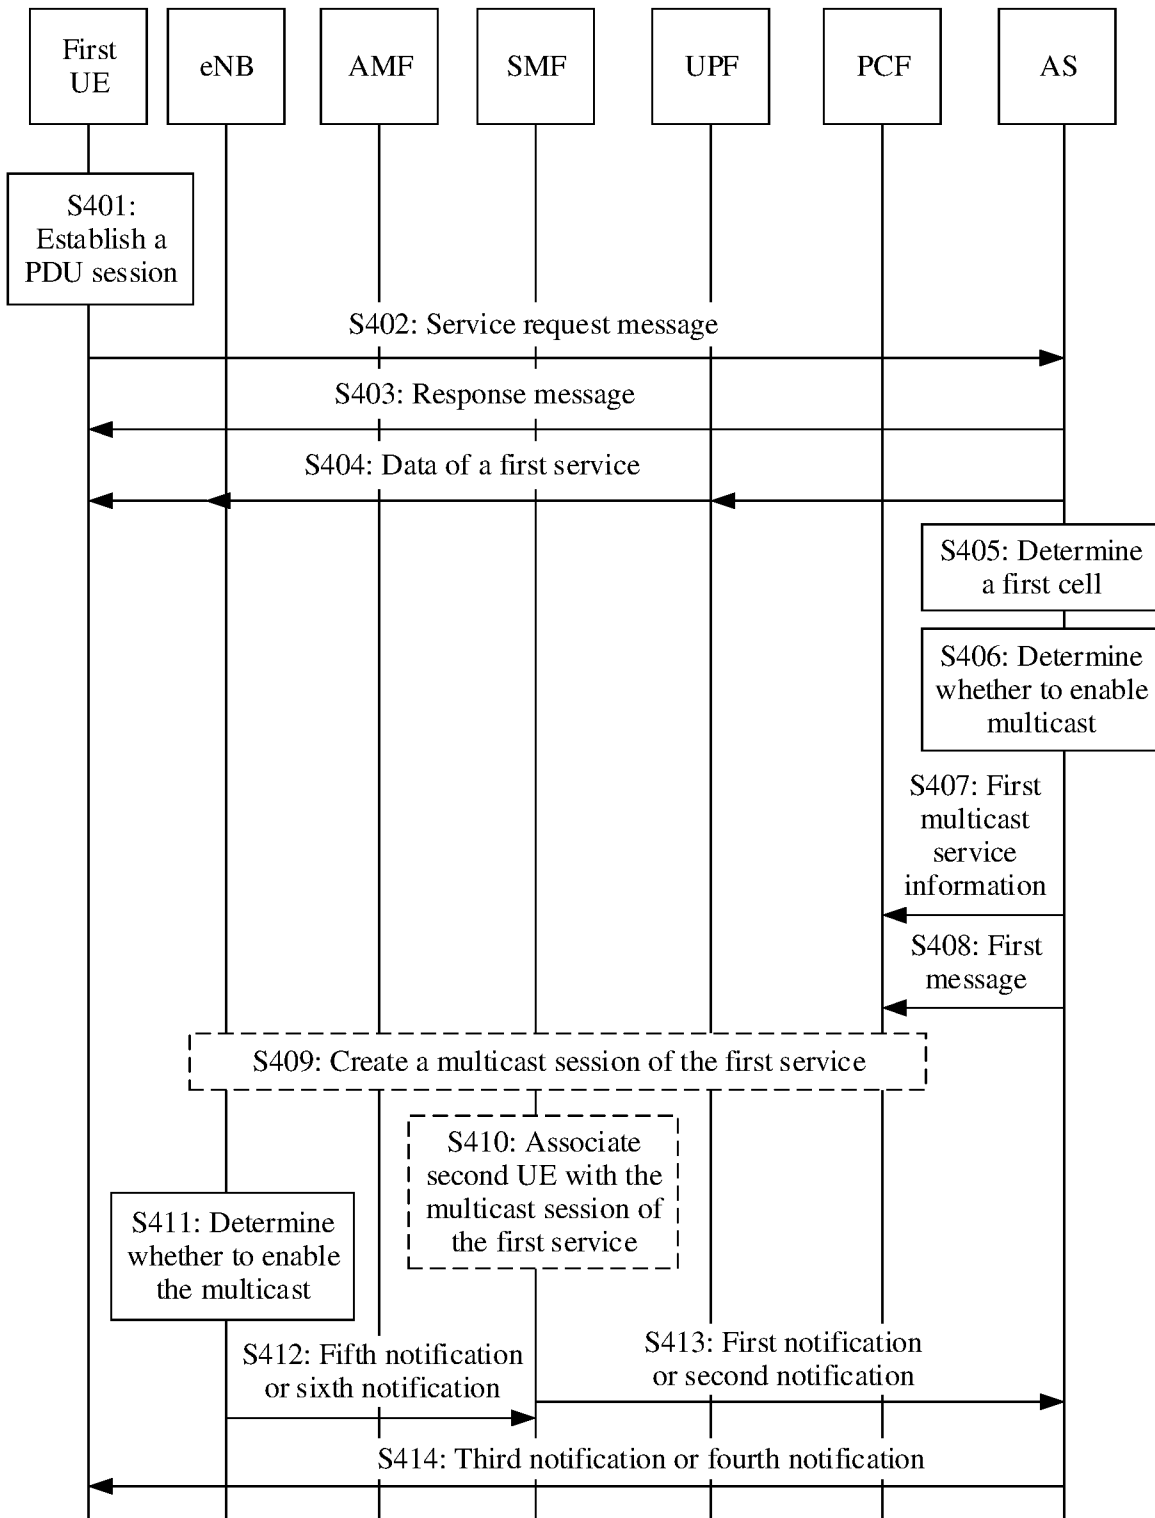 First
UE
eNB
AMF
SMF
UPF
PCF
AS
S401:
Establish a
PDU session
S402: Service request message
S403: Response message
S404: Data of a first service
S405: Determine
a first cell
S406: Determine
whether to enable
multicast
S407: First
multicast
service
information
S408: First
message
S409: Create a multicast session of the first service
S410: Associate
second UE with the
multicast session of
the first service
S411: Determine
whether to enable
the multicast
S412: Fifth notification
or sixth notification
S413: First notification
or second notification
S414: Third notification or fourth notification